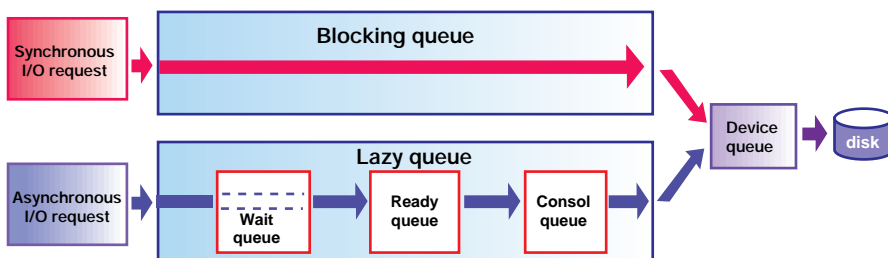 Synchronous
I/O request
Blocking queue
Device
queue
disk
Asynchronous
I/O request
Lazy queue
Wait
queue
Ready
queue
Consol
queue